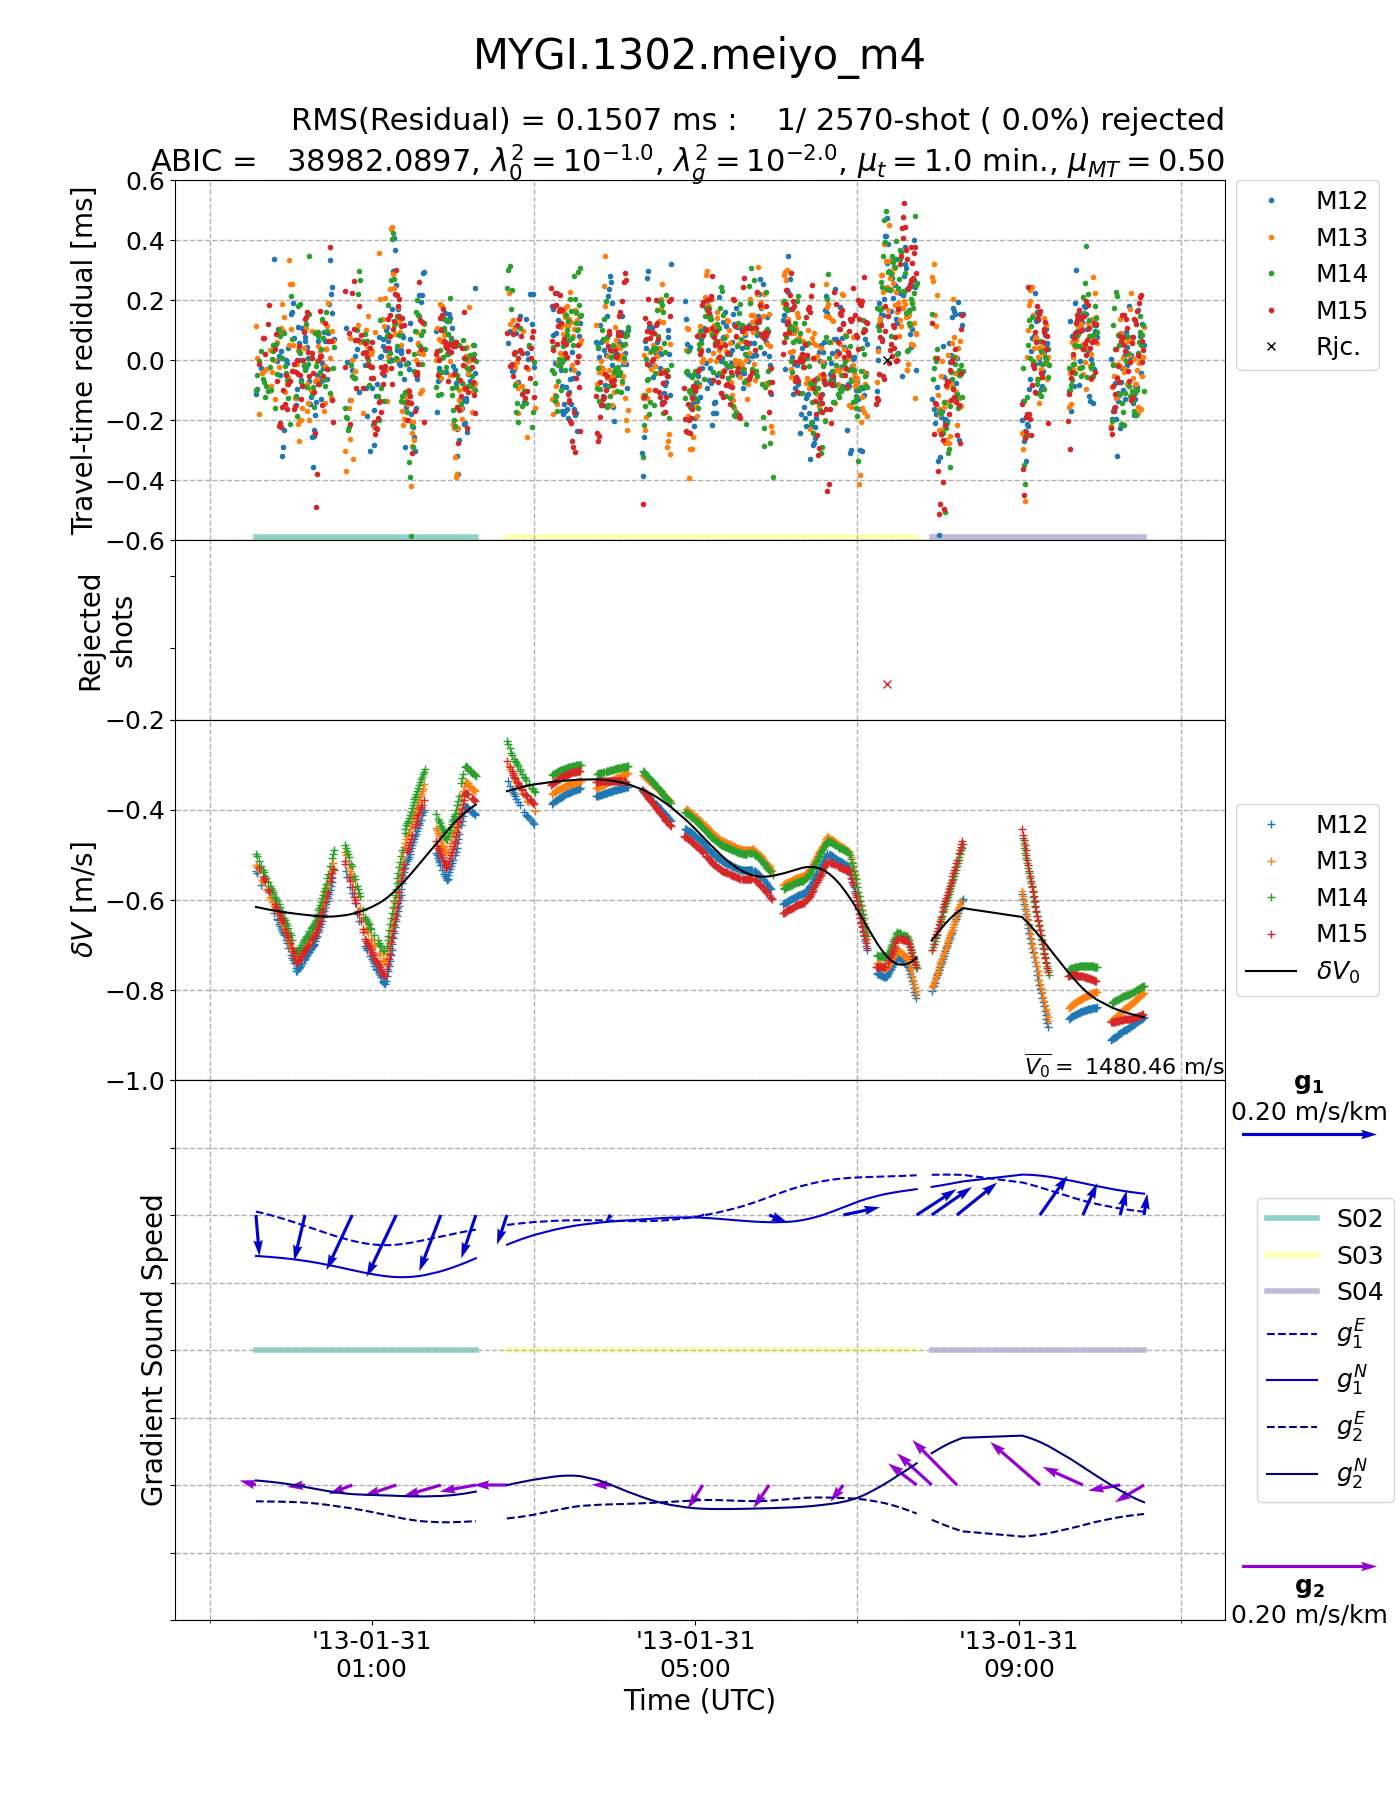 MYGI.1302.meiyo_m4
RMS(Residual) = 0.1507 ms :    1/ 2570-shot ( 0.0%) rejected
ABIC =   38982.0897, λ₀² = 10⁻¹·⁰, λ_g² = 10⁻²·⁰, μ_t = 1.0 min., μ_MT = 0.50
Travel-time redidual [ms]
0.6
0.4
0.2
0.0
−0.2
−0.4
−0.6
M12
M13
M14
M15
Rjc.
Rejected
shots
δV [m/s]
−0.2
−0.4
−0.6
−0.8
−1.0
M12
M13
M14
M15
δV₀
V₀ = 1480.46 m/s
Gradient Sound Speed
g₁
0.20 m/s/km
S02
S03
S04
g₁ᴱ
g₁ᴺ
g₂ᴱ
g₂ᴺ
g₂
0.20 m/s/km
'13-01-31
01:00
'13-01-31
05:00
'13-01-31
09:00
Time (UTC)